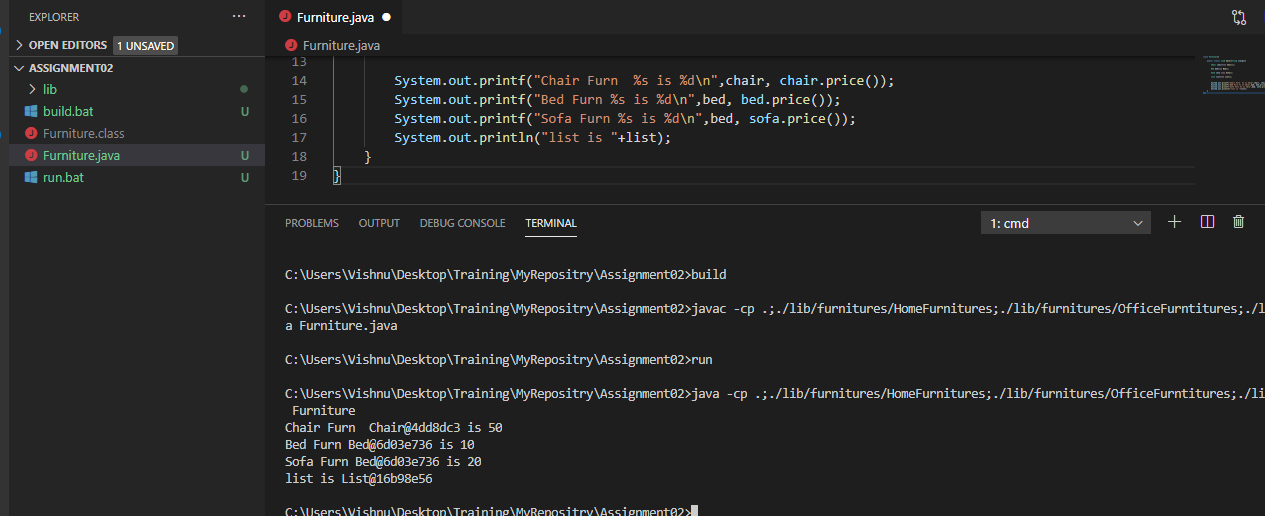 EXPLORER
...
Furniture.java
OPEN EDITORS 1 UNSAVED
Furniture.java
ASSIGNMENT02
lib
build.bat U
Furniture.class
Furniture.java U
run.bat U
13
14 System.out.printf("Chair Furn  %s is %d\n",chair, chair.price());
15 System.out.printf("Bed Furn %s is %d\n",bed, bed.price());
16 System.out.printf("Sofa Furn %s is %d\n",bed, sofa.price());
17 System.out.println("list is "+list);
18 }
19 }
PROBLEMS OUTPUT DEBUG CONSOLE TERMINAL
1: cmd
C:\Users\Vishnu\Desktop\Training\MyRepositry\Assignment02>build
C:\Users\Vishnu\Desktop\Training\MyRepositry\Assignment02>javac -cp .;./lib/furnitures/HomeFurnitures;./lib/furnitures/OfficeFurntitures;./l
a Furniture.java
C:\Users\Vishnu\Desktop\Training\MyRepositry\Assignment02>run
C:\Users\Vishnu\Desktop\Training\MyRepositry\Assignment02>java -cp .;./lib/furnitures/HomeFurnitures;./lib/furnitures/OfficeFurntitures;./li
Furniture
Chair Furn  Chair@4dd8dc3 is 50
Bed Furn Bed@6d03e736 is 10
Sofa Furn Bed@6d03e736 is 20
list is List@16b98e56
C:\Users\Vishnu\Desktop\Training\MyRepositry\Assignment02>